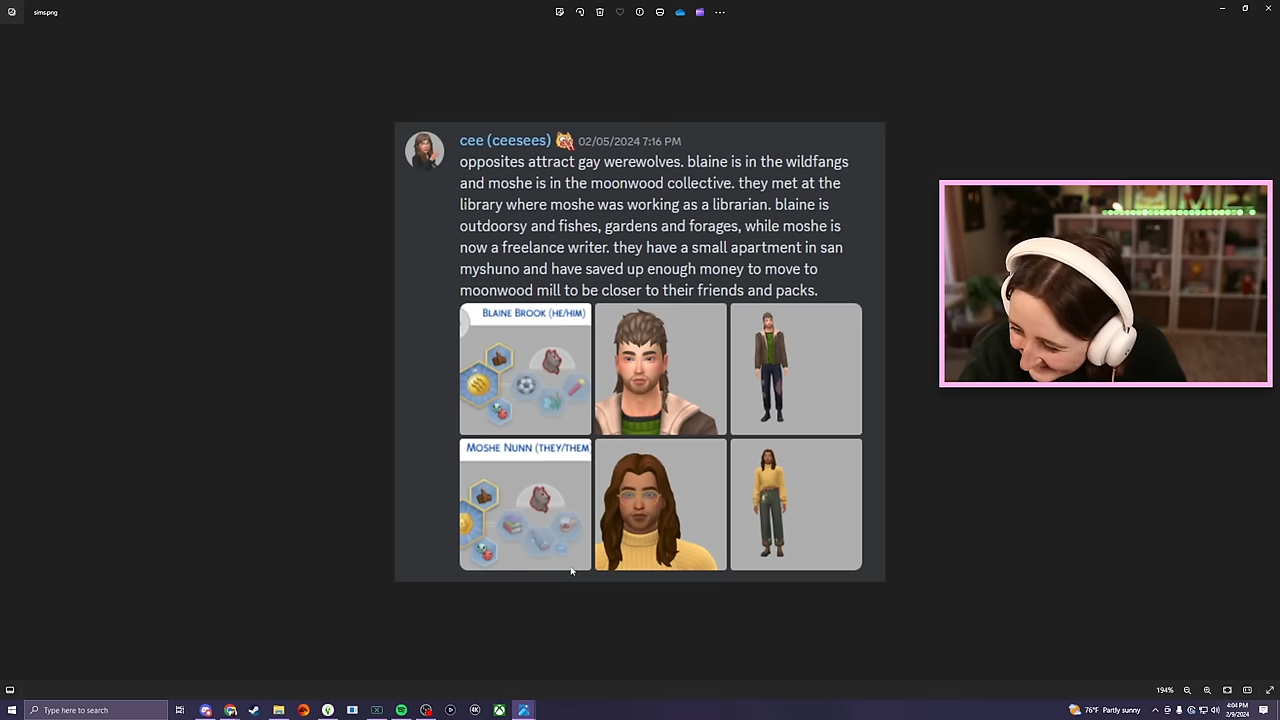 sims.png
cee (ceesees) 02/05/2024 7:16 PM
opposites attract gay werewolves. blaine is in the wildfangs
and moshe is in the moonwood collective. they met at the
library where moshe was working as a librarian. blaine is
outdoorsy and fishes, gardens and forages, while moshe is
now a freelance writer. they have a small apartment in san
myshuno and have saved up enough money to move to
moonwood mill to be closer to their friends and packs.
BLAINE BROOK (HE/HIM)
MOSHE NUNN (THEY/THEM
194%
Type here to search
76°F Partly sunny
4:04 PM
2/9/2024